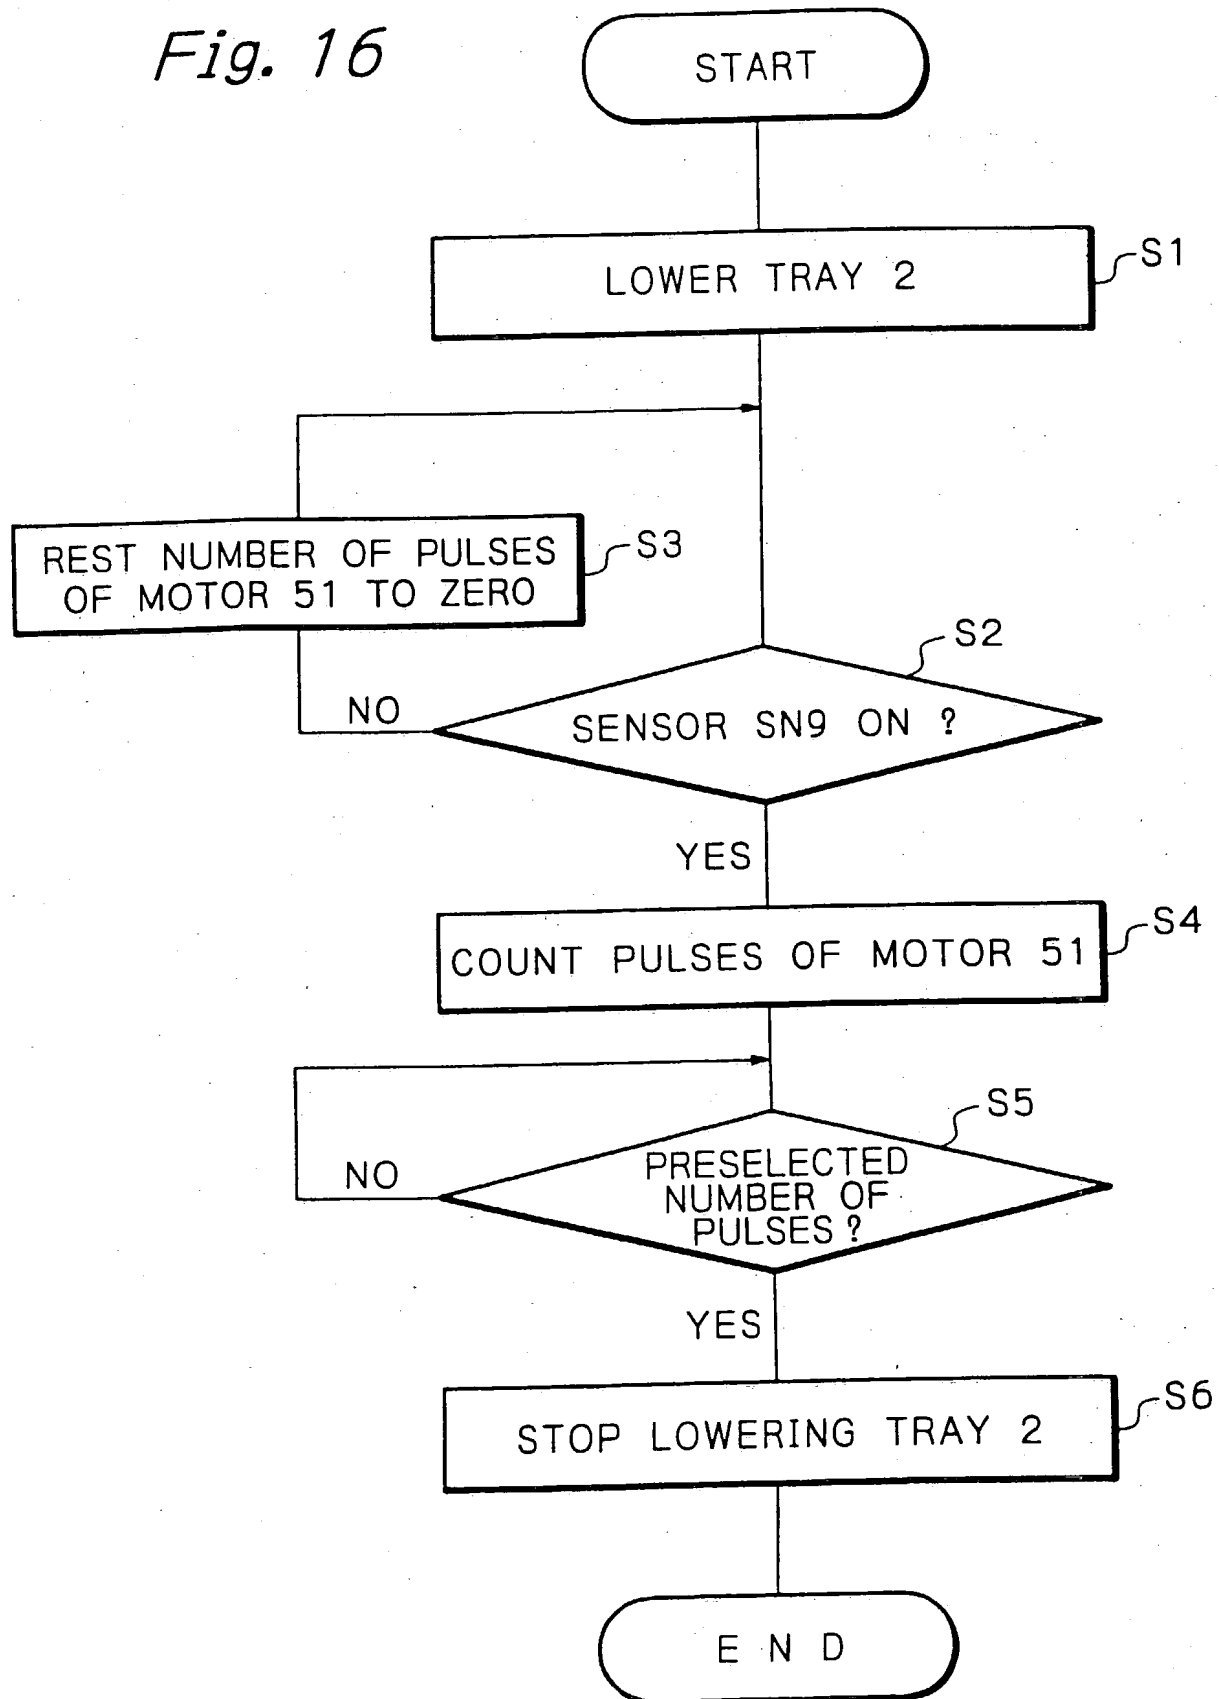 Fig. 16
START
LOWER TRAY 2
S1
REST NUMBER OF PULSES
OF MOTOR 51 TO ZERO
S3
S2
NO
SENSOR SN9 ON ?
YES
S4
COUNT PULSES OF MOTOR 51
S5
NO
PRESELECTED
NUMBER OF
PULSES ?
YES
S6
STOP LOWERING TRAY 2
E N D